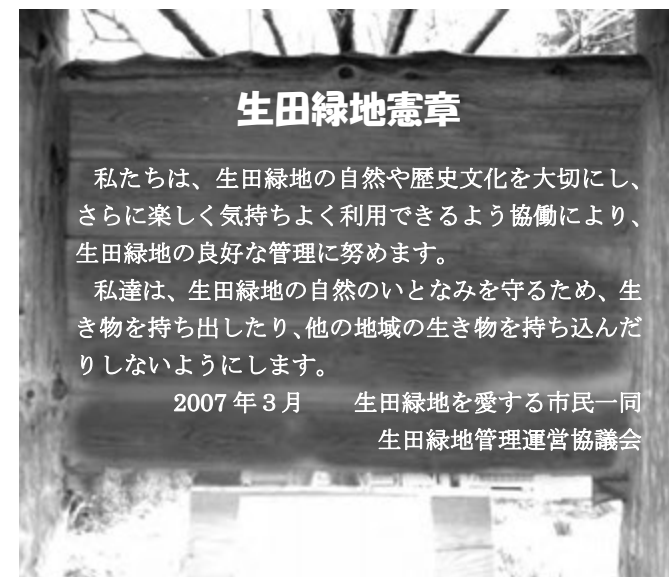 生田緑地憲章
私たちは、生田緑地の自然や歴史文化を大切にし、
さらに楽しく気持ちよく利用できるよう協働により、
生田緑地の良好な管理に努めます。
私達は、生田緑地の自然のいとなみを守るため、生
き物を持ち出したり、他の地域の生き物を持ち込んだ
りしないようにします。
2007年3月　生田緑地を愛する市民一同
生田緑地管理運営協議会